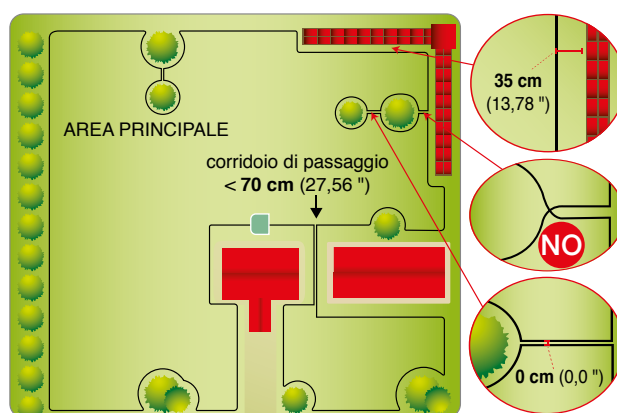 AREA PRINCIPALE
corridoio di passaggio
< 70 cm (27,56 ")
35 cm
(13,78 ")
NO
0 cm (0,0 ")